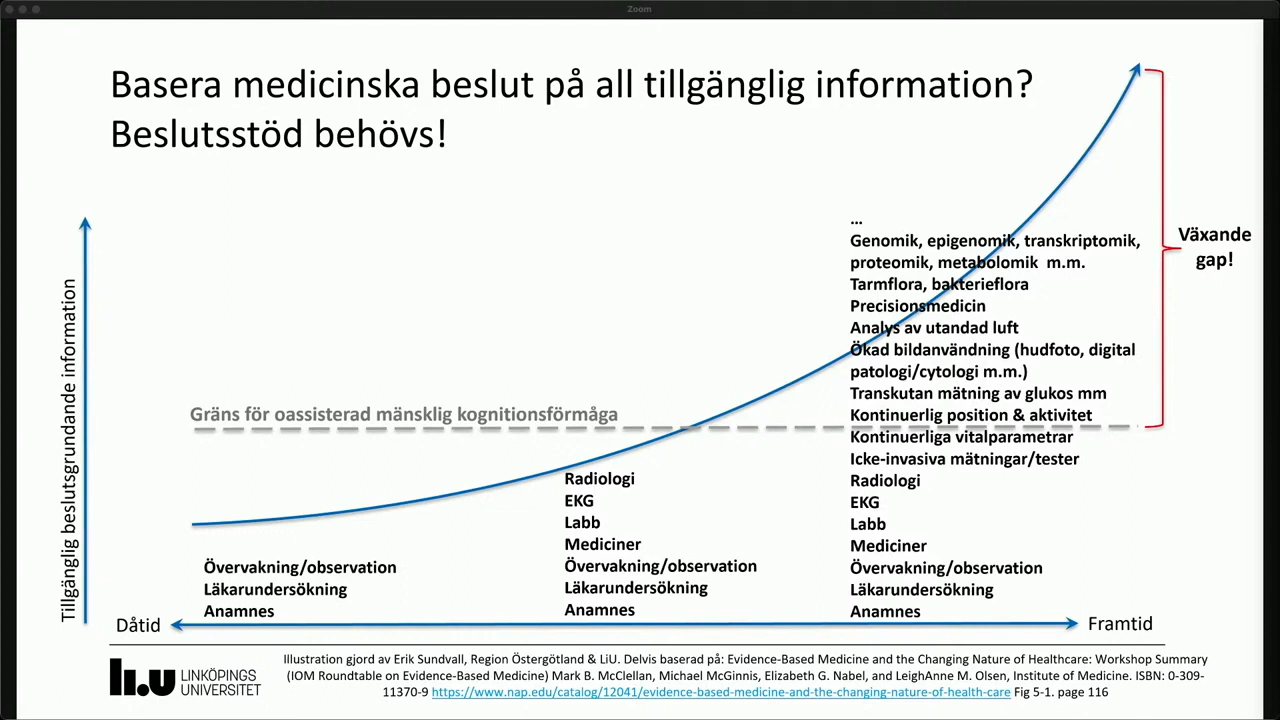 Zoom
Basera medicinska beslut på all tillgänglig information?
Beslutsstöd behövs!
Tillgänglig beslutsgrundande information
Gräns för oassisterad mänsklig kognitionsförmåga
Övervakning/observation
Läkarundersökning
Anamnes
Radiologi
EKG
Labb
Mediciner
Övervakning/observation
Läkarundersökning
Anamnes
...
Genomik, epigenomik, transkriptomik,
proteomik, metabolomik m.m.
Tarmflora, bakterieflora
Precisionsmedicin
Analys av utandad luft
Ökad bildanvändning (hudfoto, digital
patologi/cytologi m.m.)
Transkutan mätning av glukos mm
Kontinuerlig position & aktivitet
Kontinuerliga vitalparametrar
Icke-invasiva mätningar/tester
Radiologi
EKG
Labb
Mediciner
Övervakning/observation
Läkarundersökning
Anamnes
Växande
gap!
Dåtid
Framtid
LIU LINKÖPINGS
UNIVERSITET
Illustration gjord av Erik Sundvall, Region Östergötland & LiU. Delvis baserad på: Evidence-Based Medicine and the Changing Nature of Healthcare: Workshop Summary
(IOM Roundtable on Evidence-Based Medicine) Mark B. McClellan, Michael McGinnis, Elizabeth G. Nabel, and LeighAnne M. Olsen, Institute of Medicine. ISBN: 0-309-
11370-9 https://www.nap.edu/catalog/12041/evidence-based-medicine-and-the-changing-nature-of-health-care Fig 5-1. page 116